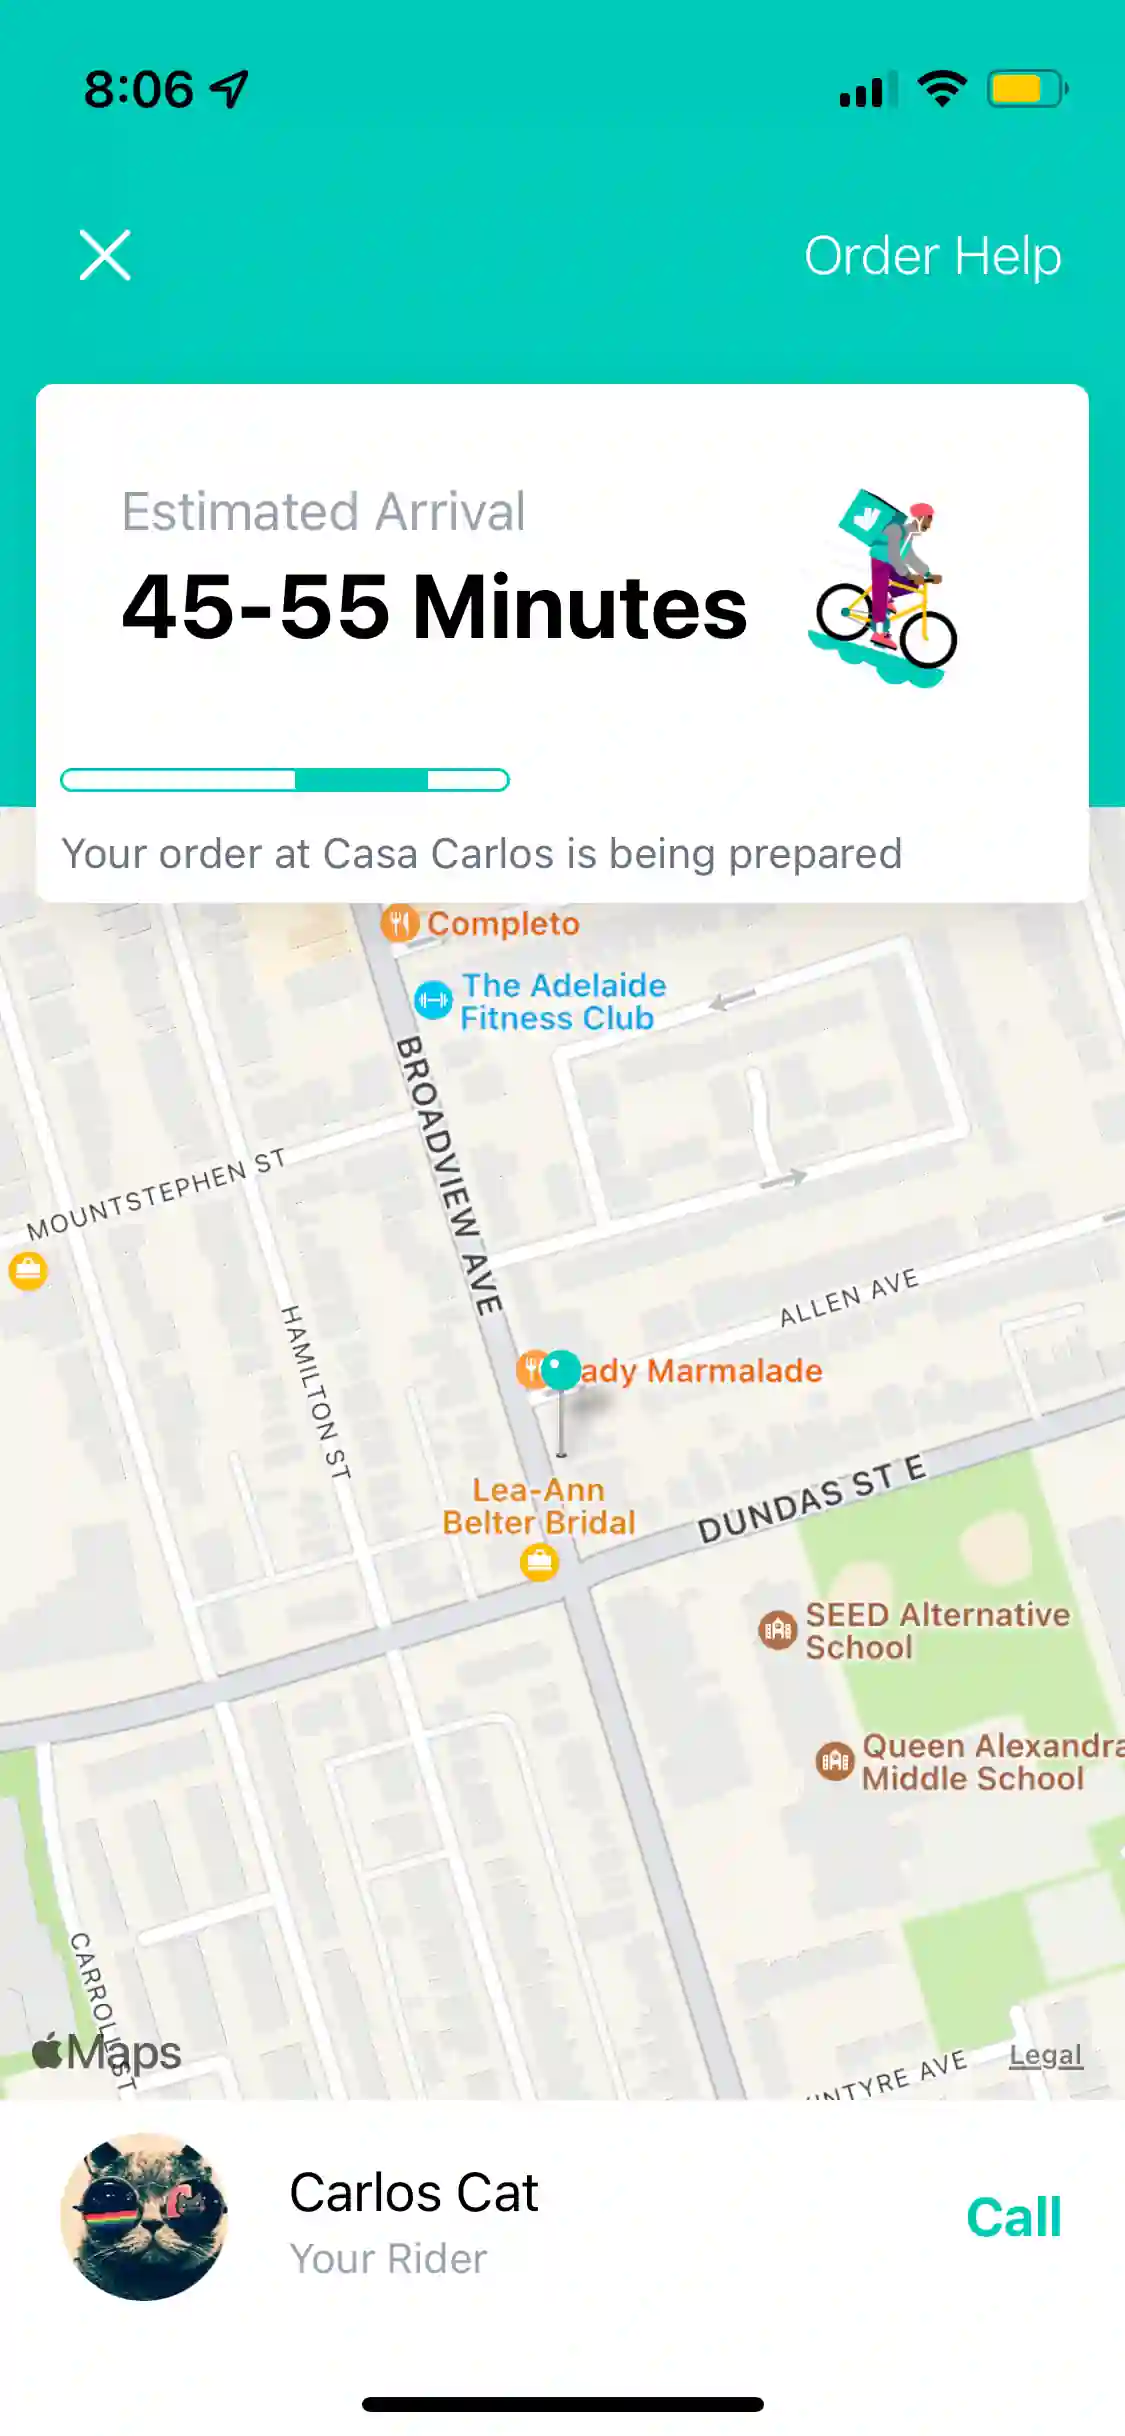 8:06
Order Help
Estimated Arrival
45-55 Minutes
Your order at Casa Carlos is being prepared
Completo
The Adelaide
Fitness Club
BROADVIEW AVE
MOUNTSTEPHEN ST
HAMILTON ST
ALLEN AVE
ady Marmalade
Lea-Ann
Belter Bridal
DUNDAS ST E
SEED Alternative
School
Queen Alexandra
Middle School
CARROLL ST
Maps
NTYRE AVE
Legal
Carlos Cat
Your Rider
Call